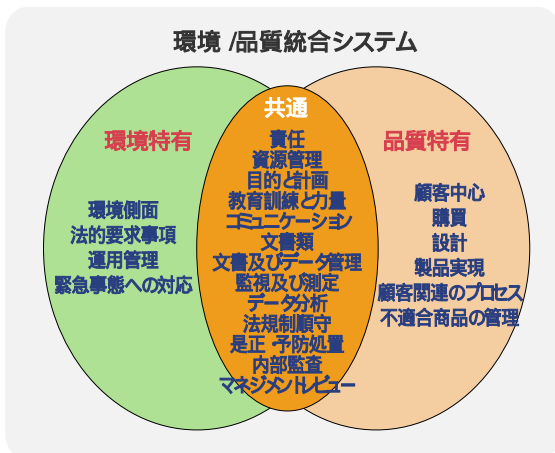 環境/品質統合システム
共通
環境特有
品質特有
責任
資源管理
目的と計画
教育訓練と力量
コミュニケーション
文書類
文書及びデータ管理
監視及び測定
データ分析
法規制順守
是正・予防処置
内部監査
マネジメントレビュー
環境側面
法的要求事項
運用管理
緊急事態への対応
顧客中心
購買
設計
製品実現
顧客関連のプロセス
不適合商品の管理